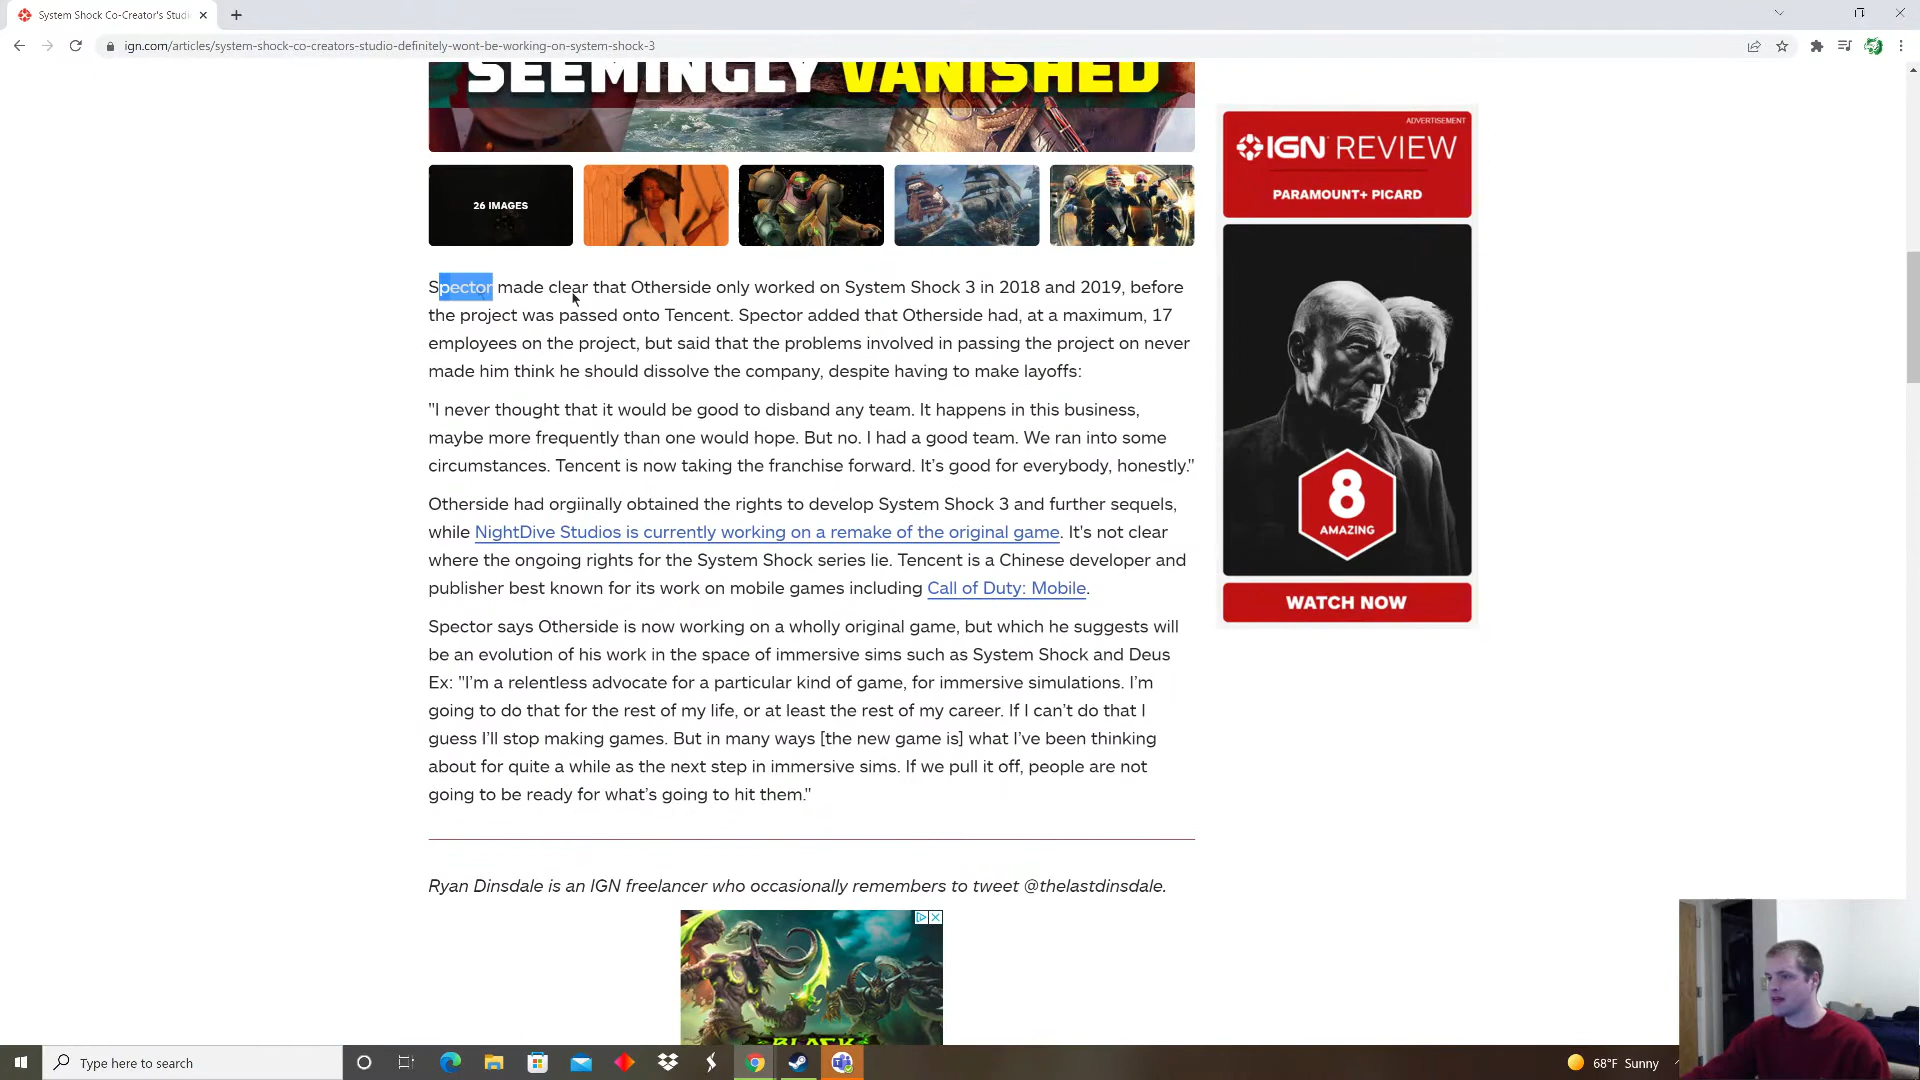 System Shock Co-Creator's Studi
ign.com/articles/system-shock-co-creators-studio-definitely-wont-be-working-on-system-shock-3
SEEMINGLY VANISHED
26 IMAGES
Spector made clear that Otherside only worked on System Shock 3 in 2018 and 2019, before
the project was passed onto Tencent. Spector added that Otherside had, at a maximum, 17
employees on the project, but said that the problems involved in passing the project on never
made him think he should dissolve the company, despite having to make layoffs:
"I never thought that it would be good to disband any team. It happens in this business,
maybe more frequently than one would hope. But no. I had a good team. We ran into some
circumstances. Tencent is now taking the franchise forward. It's good for everybody, honestly."
Otherside had orgiinally obtained the rights to develop System Shock 3 and further sequels,
while NightDive Studios is currently working on a remake of the original game. It's not clear
where the ongoing rights for the System Shock series lie. Tencent is a Chinese developer and
publisher best known for its work on mobile games including Call of Duty: Mobile.
Spector says Otherside is now working on a wholly original game, but which he suggests will
be an evolution of his work in the space of immersive sims such as System Shock and Deus
Ex: "I'm a relentless advocate for a particular kind of game, for immersive simulations. I'm
going to do that for the rest of my life, or at least the rest of my career. If I can't do that I
guess I'll stop making games. But in many ways [the new game is] what I've been thinking
about for quite a while as the next step in immersive sims. If we pull it off, people are not
going to be ready for what's going to hit them."
Ryan Dinsdale is an IGN freelancer who occasionally remembers to tweet @thelastdinsdale.
BLACK
ADVERTISEMENT
IGN REVIEW
PARAMOUNT+ PICARD
8
AMAZING
WATCH NOW
Type here to search
68°F Sunny